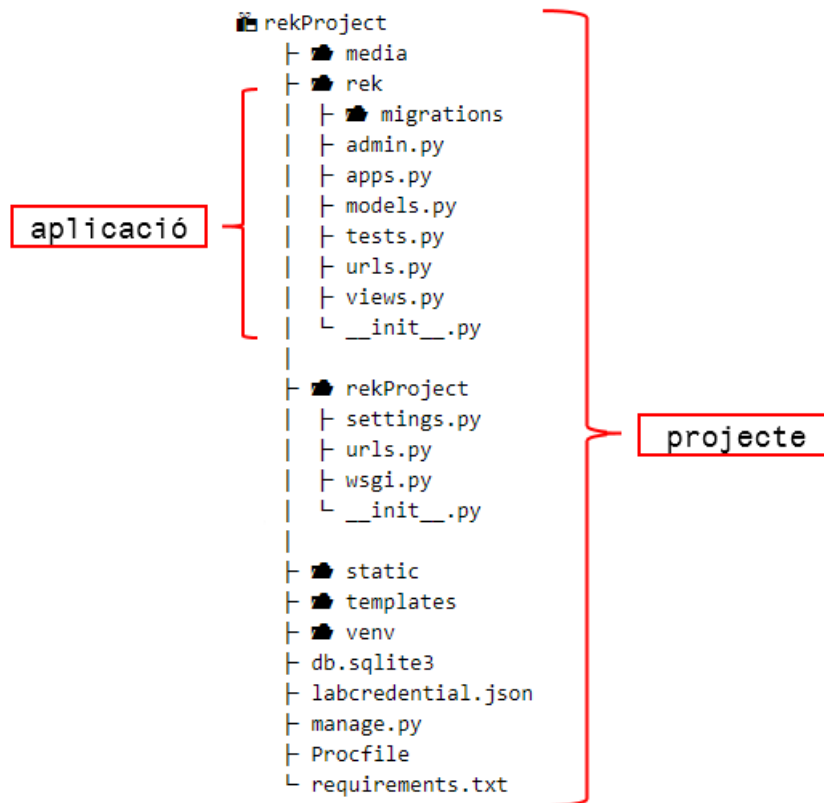 rekProject
├ media
├ rek
│ ├ migrations
│ ├ admin.py
│ ├ apps.py
│ ├ models.py
│ ├ tests.py
│ ├ urls.py
│ ├ views.py
│ └ __init__.py
│
├ rekProject
│ ├ settings.py
│ ├ urls.py
│ ├ wsgi.py
│ └ __init__.py
│
├ static
├ templates
├ venv
├ db.sqlite3
├ labcredential.json
├ manage.py
├ Procfile
└ requirements.txt
aplicació
projecte